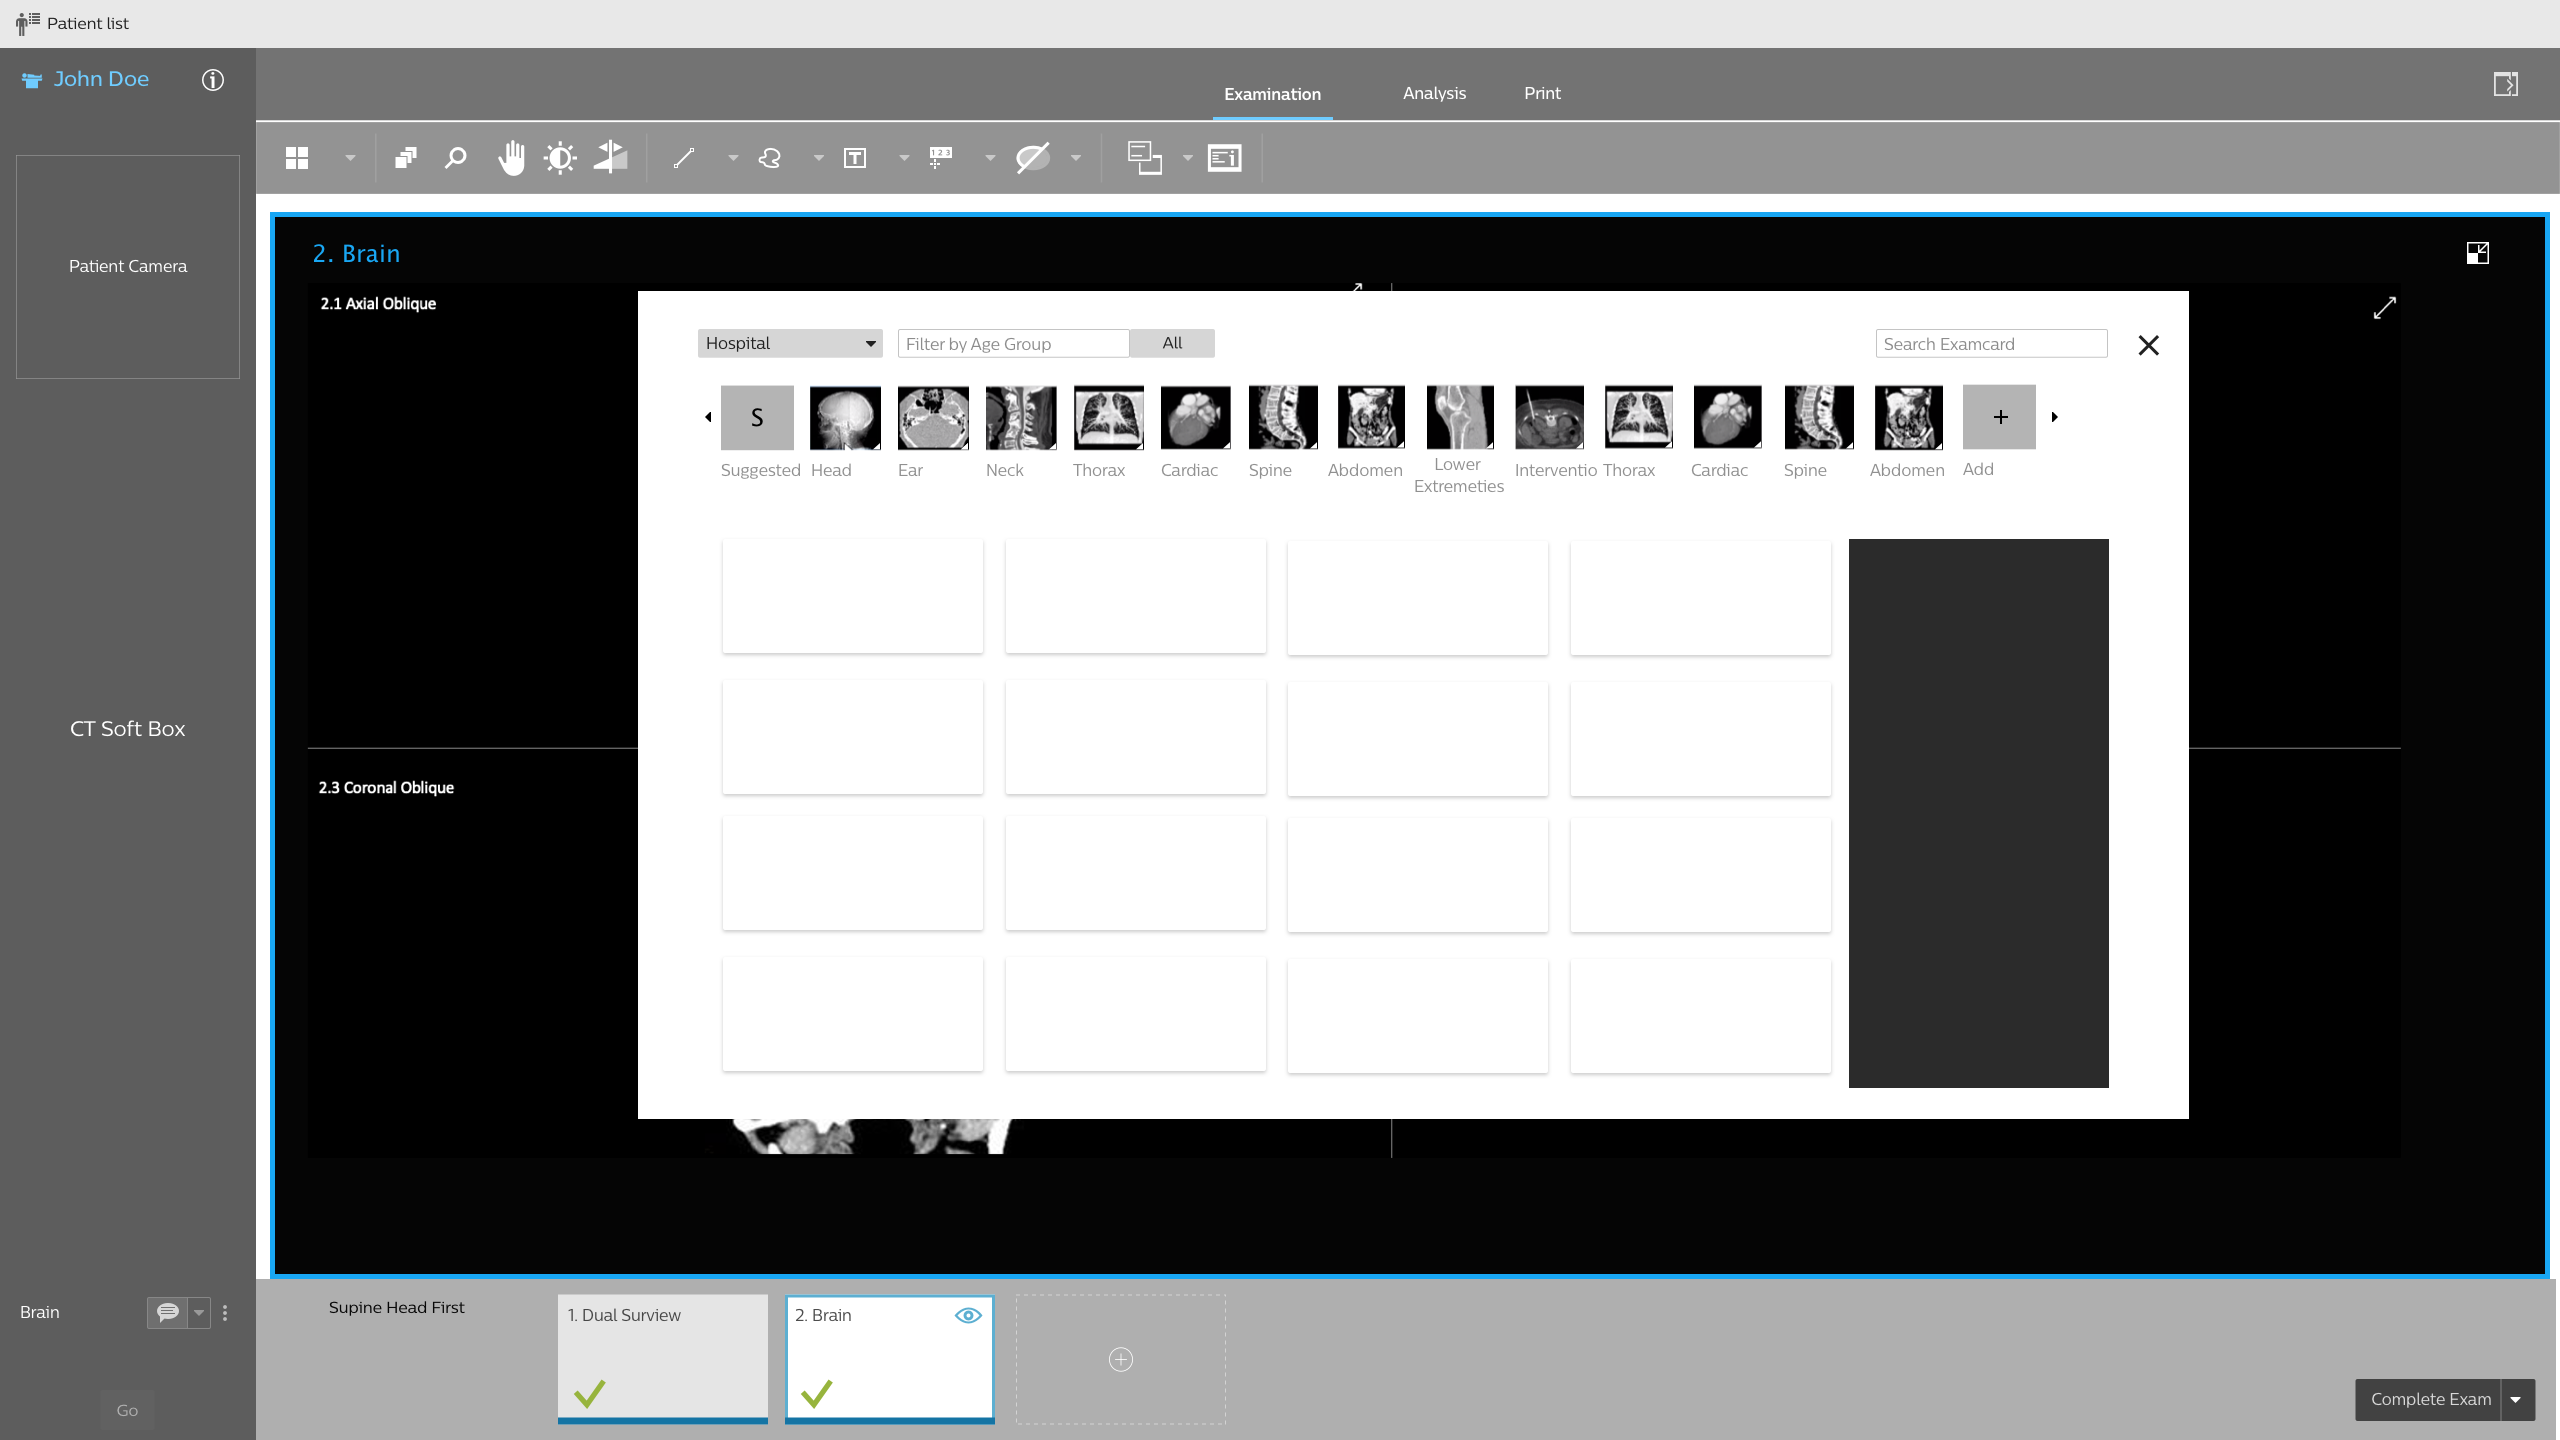 Patient list
John Doe
Examination
Analysis
Print
Patient Camera
T
1 2 3
2. Brain
2.1 Axial Oblique
Hospital
Filter by Age Group
All
Search Examcard
S
+
Suggested
Head
Ear
Neck
Thorax
Cardiac
Spine
Abdomen
Lower
Extremeties
Interventio
Thorax
Cardiac
Spine
Abdomen
Add
CT Soft Box
2.3 Coronal Oblique
Brain
Supine Head First
1. Dual Surview
2. Brain
Go
Complete Exam